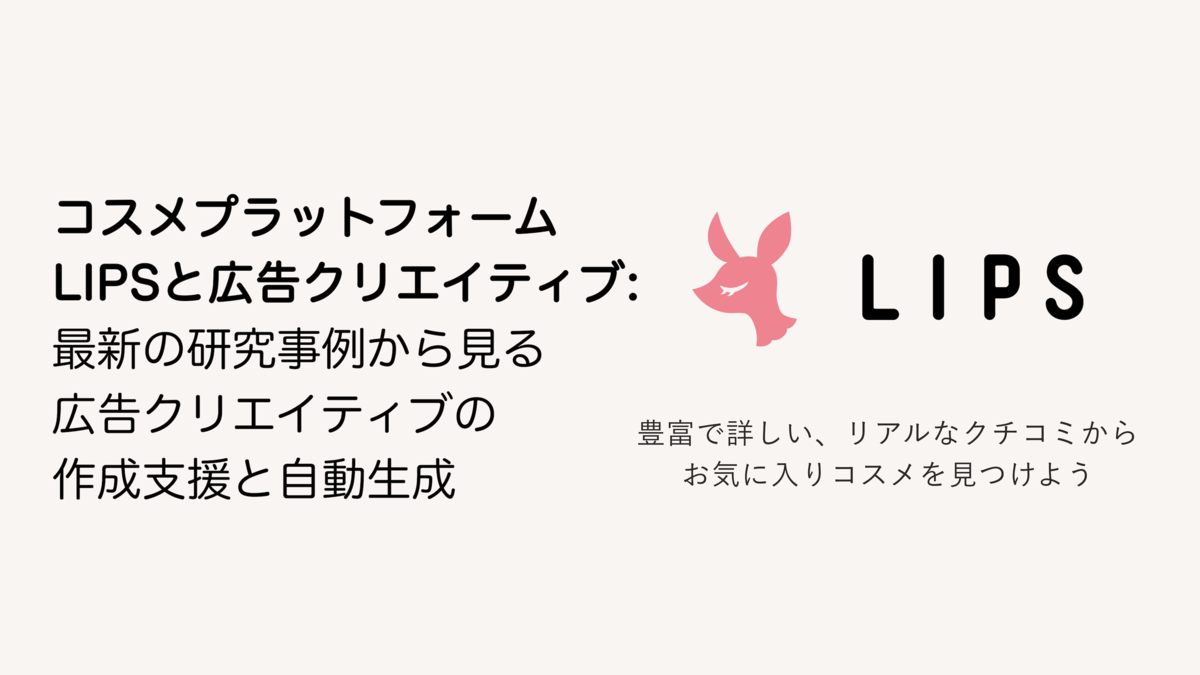 コスメプラットフォーム
LIPSと広告クリエイティブ:
最新の研究事例から見る
広告クリエイティブの
作成支援と自動生成
LIPS
豊富で詳しい、リアルなクチコミから
お気に入りコスメを見つけよう